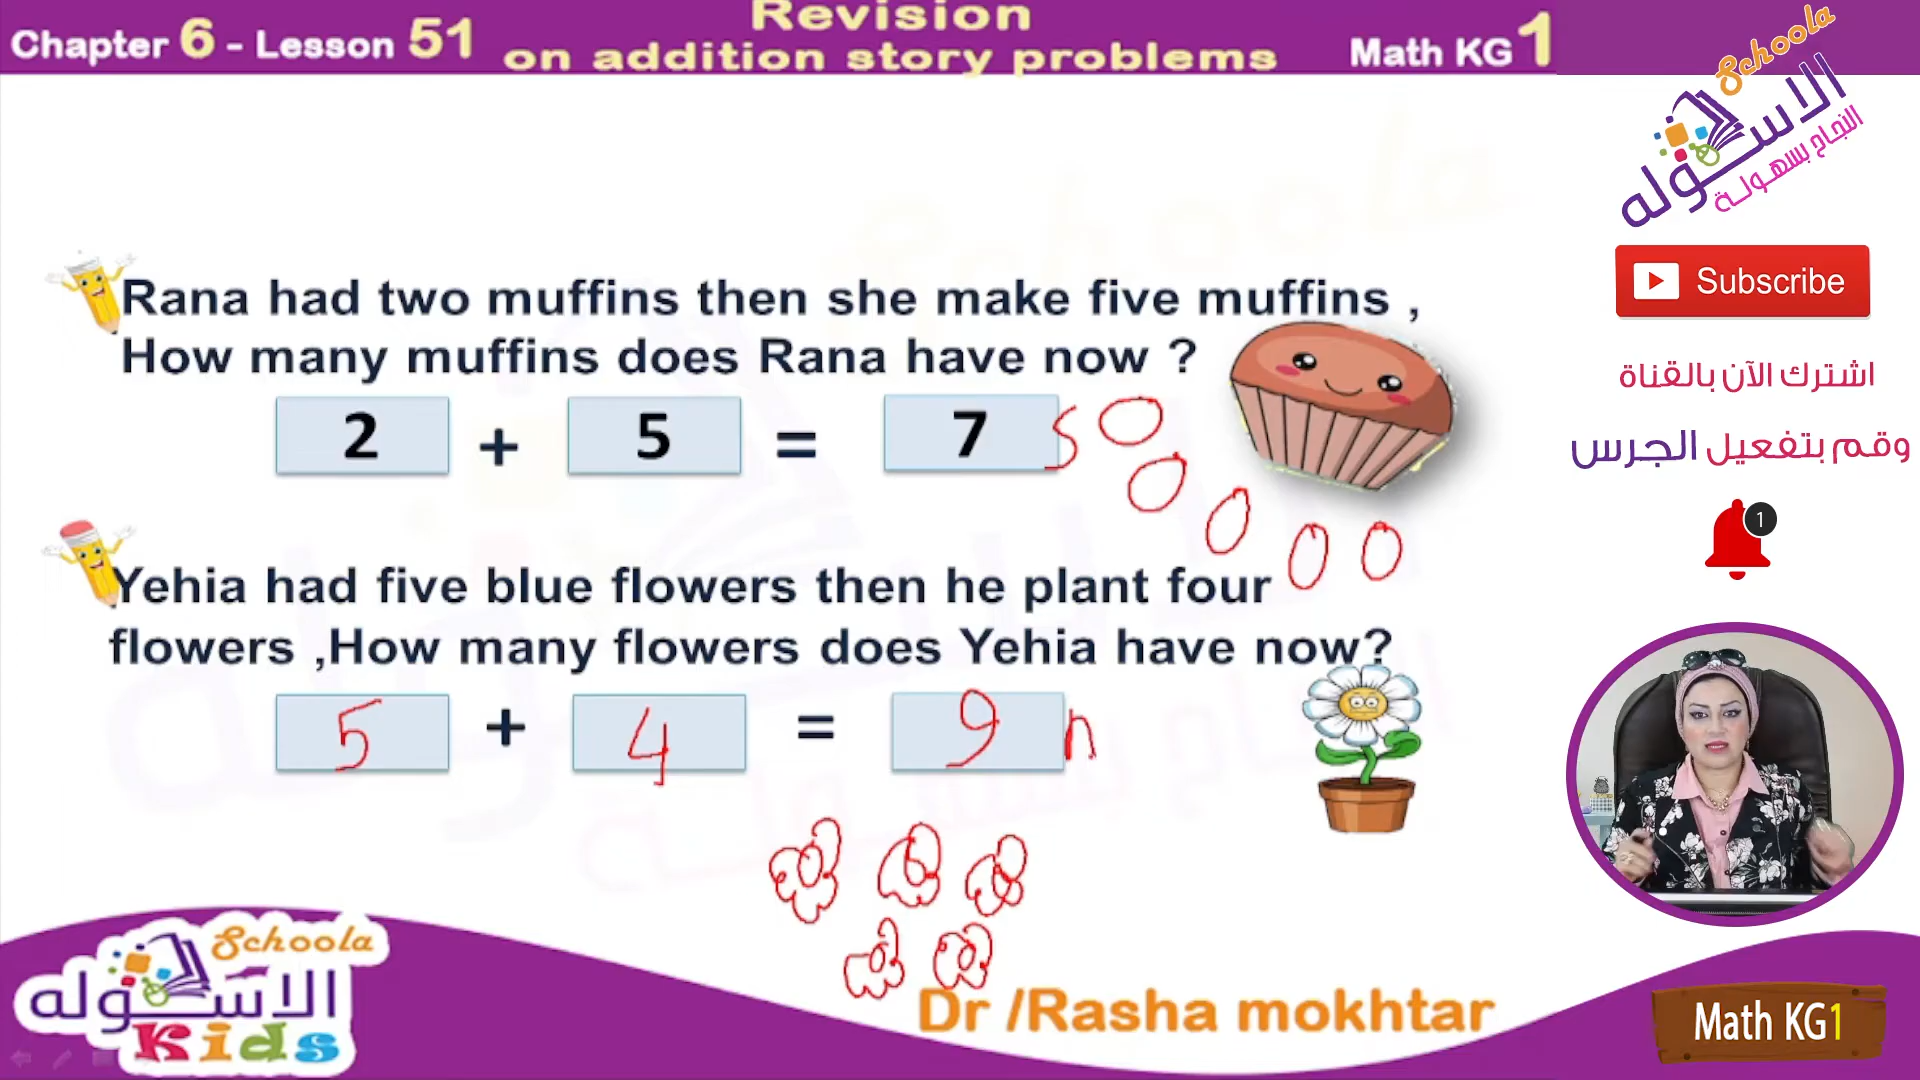 Chapter 6 - Lesson 51
Revision
on addition story problems
Math KG 1
Schoola
الاسكوله
النجاح بسهولة
Subscribe
اشترك الآن بالقناة
وقم بتفعيل الجرس
1
Rana had two muffins then she make five muffins ,
How many muffins does Rana have now ?
2 + 5 = 7 s
Yehia had five blue flowers then he plant four
flowers ,How many flowers does Yehia have now?
5 + 4 = 9 n
Schoola
الاسكوله
Kids
Dr /Rasha mokhtar
Math KG1